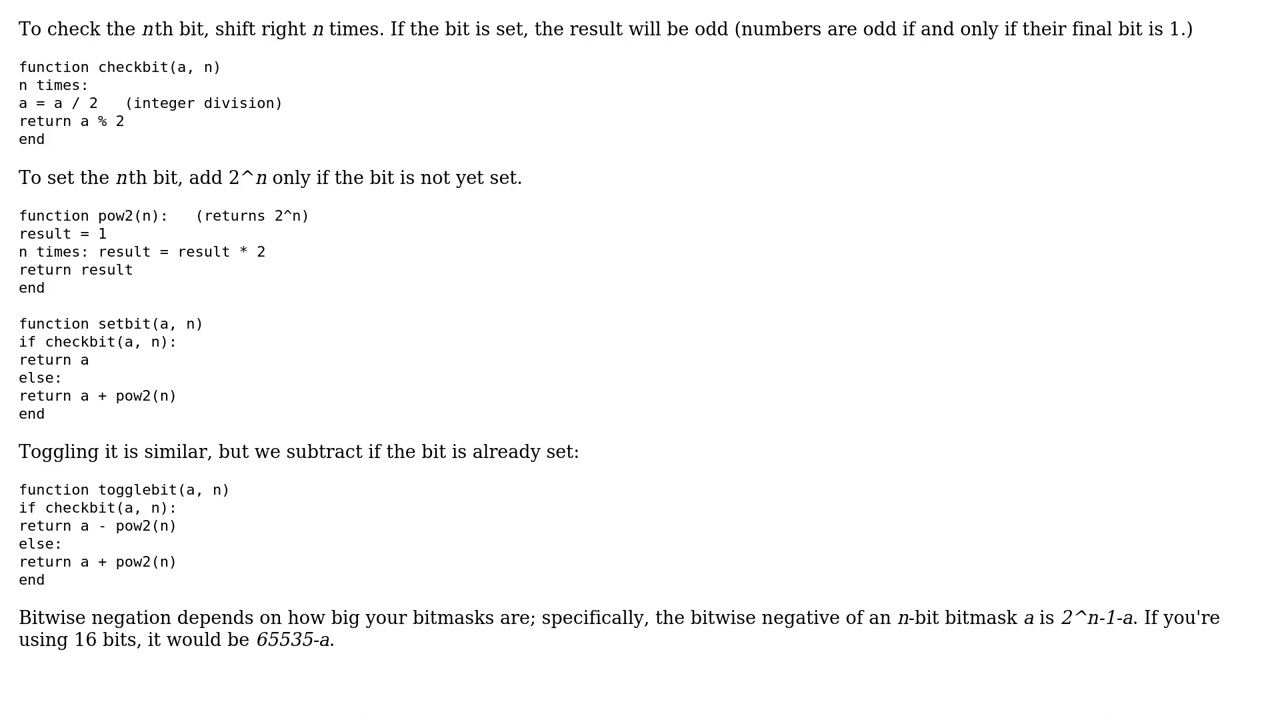 To check the nth bit, shift right n times. If the bit is set, the result will be odd (numbers are odd if and only if their final bit is 1.)
function checkbit(a, n)
n times:
a = a / 2   (integer division)
return a % 2
end
To set the nth bit, add 2^n only if the bit is not yet set.
function pow2(n):   (returns 2^n)
result = 1
n times: result = result * 2
return result
end
function setbit(a, n)
if checkbit(a, n):
return a
else:
return a + pow2(n)
end
Toggling it is similar, but we subtract if the bit is already set:
function togglebit(a, n)
if checkbit(a, n):
return a - pow2(n)
else:
return a + pow2(n)
end
Bitwise negation depends on how big your bitmasks are; specifically, the bitwise negative of an n-bit bitmask a is 2^n-1-a. If you're
using 16 bits, it would be 65535-a.